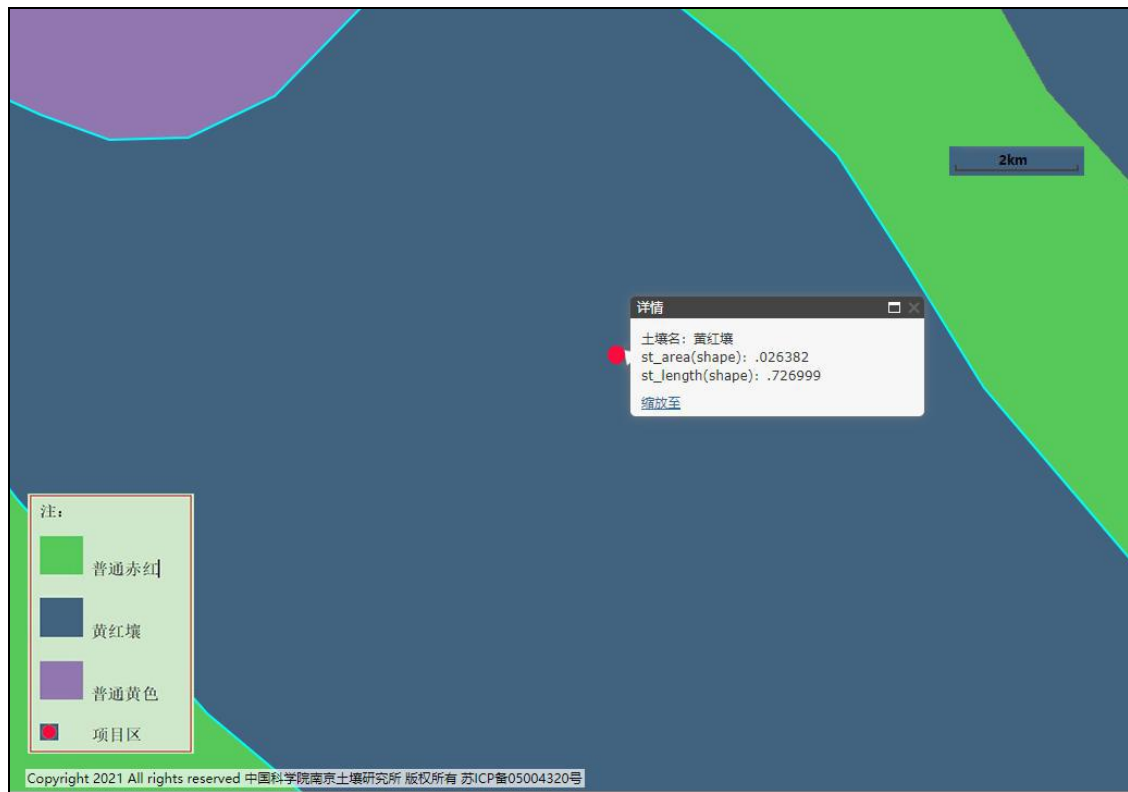 2km
详情
土壤名：黄红壤
st_area(shape)：.026382
st_length(shape)：.726999
缩放至
注：
普通赤红
黄红壤
普通黄色
项目区
Copyright 2021 All rights reserved 中国科学院南京土壤研究所 版权所有 苏ICP备05004320号